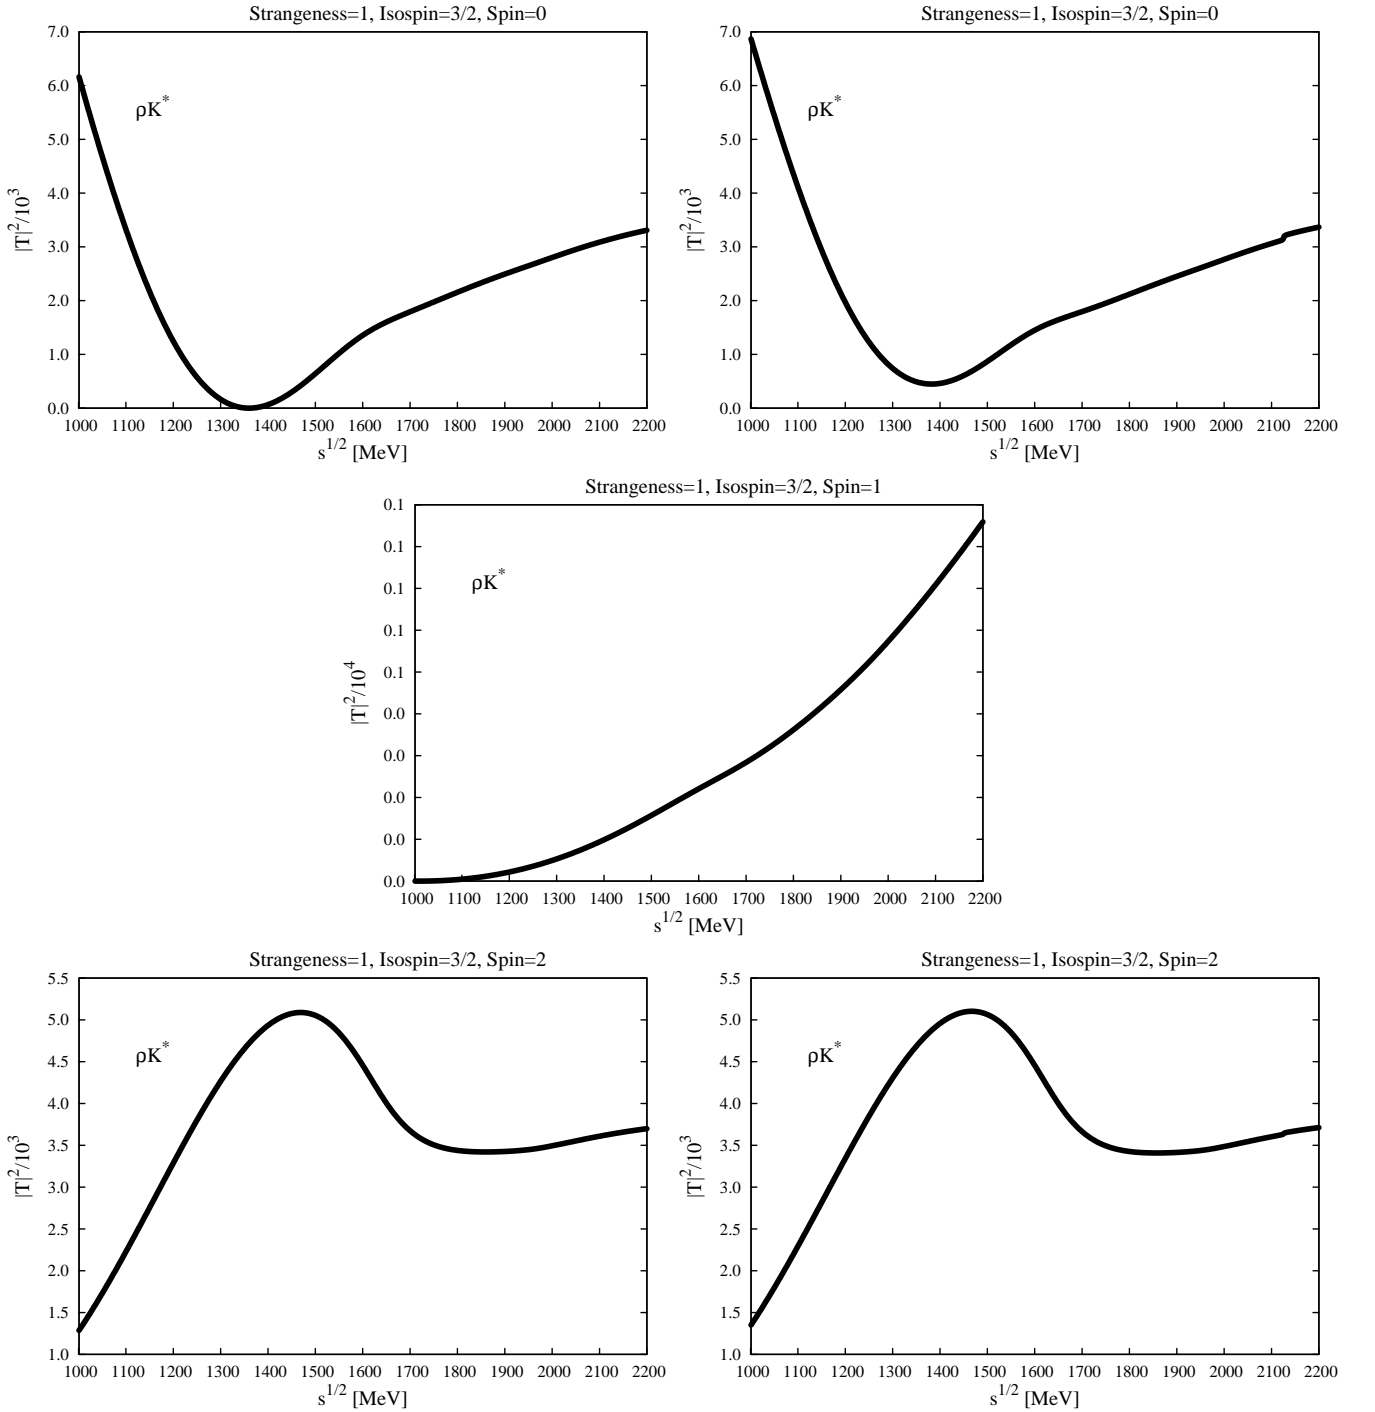 Strangeness=1, Isospin=3/2, Spin=0
7.0
6.0
5.0
4.0
3.0
2.0
1.0
0.0
|T|²/10³
ρK*
1000 1100 1200 1300 1400 1500 1600 1700 1800 1900 2000 2100 2200
s^1/2 [MeV]
Strangeness=1, Isospin=3/2, Spin=0
7.0
6.0
5.0
4.0
3.0
2.0
1.0
0.0
|T|²/10³
ρK*
1000 1100 1200 1300 1400 1500 1600 1700 1800 1900 2000 2100 2200
s^1/2 [MeV]
Strangeness=1, Isospin=3/2, Spin=1
0.1
0.1
0.1
0.1
0.1
0.0
0.0
0.0
0.0
0.0
|T|²/10⁴
ρK*
1000 1100 1200 1300 1400 1500 1600 1700 1800 1900 2000 2100 2200
s^1/2 [MeV]
Strangeness=1, Isospin=3/2, Spin=2
5.5
5.0
4.5
4.0
3.5
3.0
2.5
2.0
1.5
1.0
|T|²/10³
ρK*
1000 1100 1200 1300 1400 1500 1600 1700 1800 1900 2000 2100 2200
s^1/2 [MeV]
Strangeness=1, Isospin=3/2, Spin=2
5.5
5.0
4.5
4.0
3.5
3.0
2.5
2.0
1.5
1.0
|T|²/10³
ρK*
1000 1100 1200 1300 1400 1500 1600 1700 1800 1900 2000 2100 2200
s^1/2 [MeV]